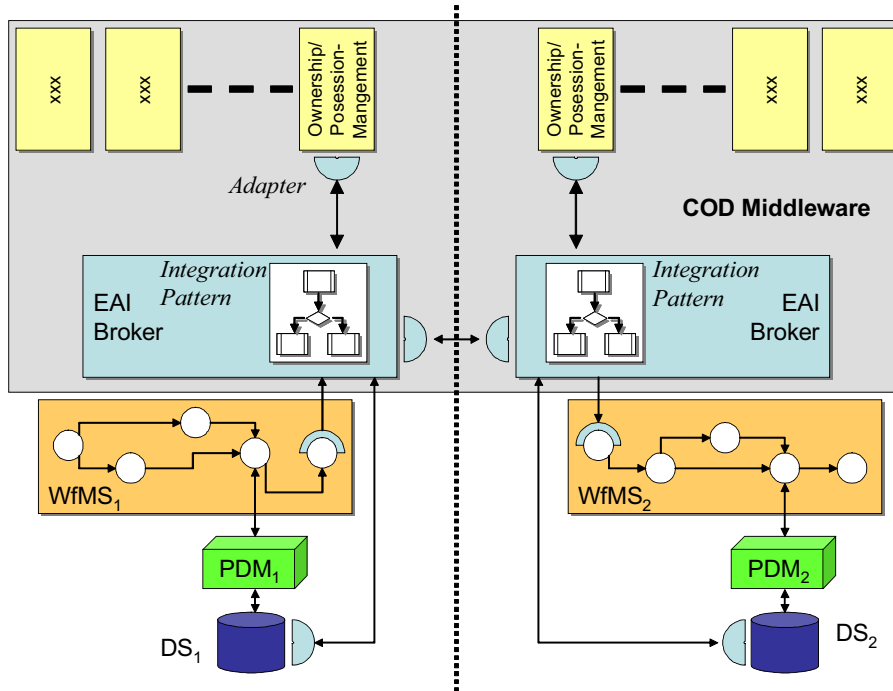 xxx
xxx
Ownership/
Posession-
Mangement
Ownership/
Posession-
Mangement
xxx
xxx
Adapter
COD Middleware
Integration
Pattern
EAI
Broker
Integration
Pattern
EAI
Broker
WfMS1
WfMS2
PDM1
PDM2
DS1
DS2